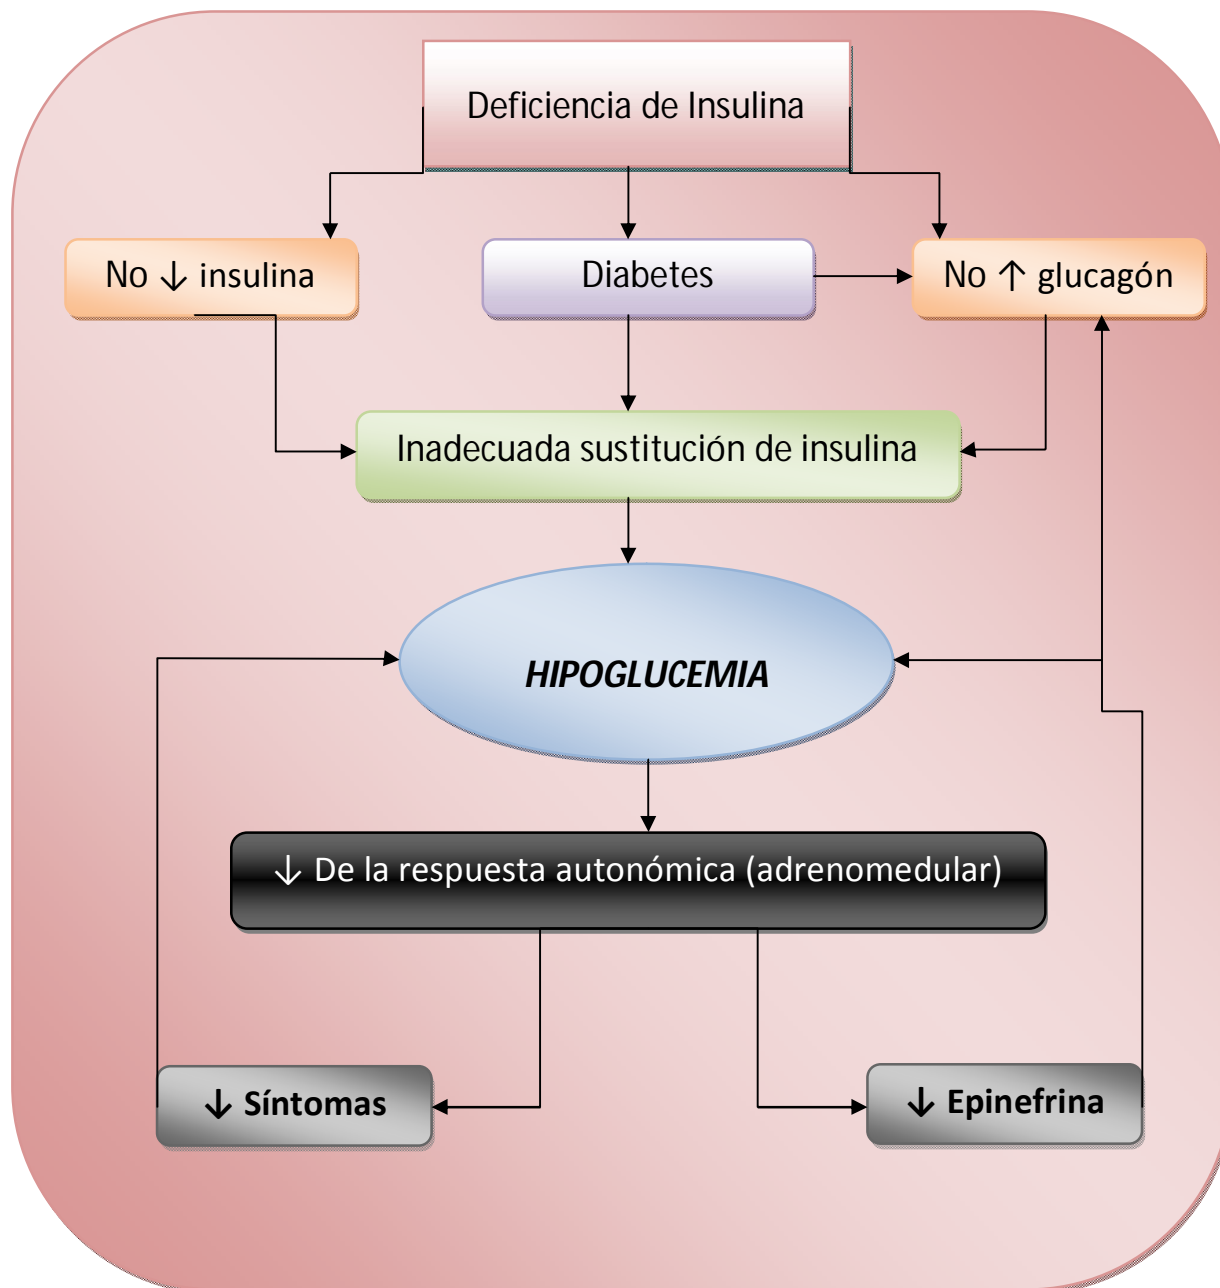 Deficiencia de Insulina
No ↓ insulina
Diabetes
No ↑ glucagón
Inadecuada sustitución de insulina
HIPOGLUCEMIA
↓ De la respuesta autonómica (adrenomedular)
↓ Síntomas
↓ Epinefrina